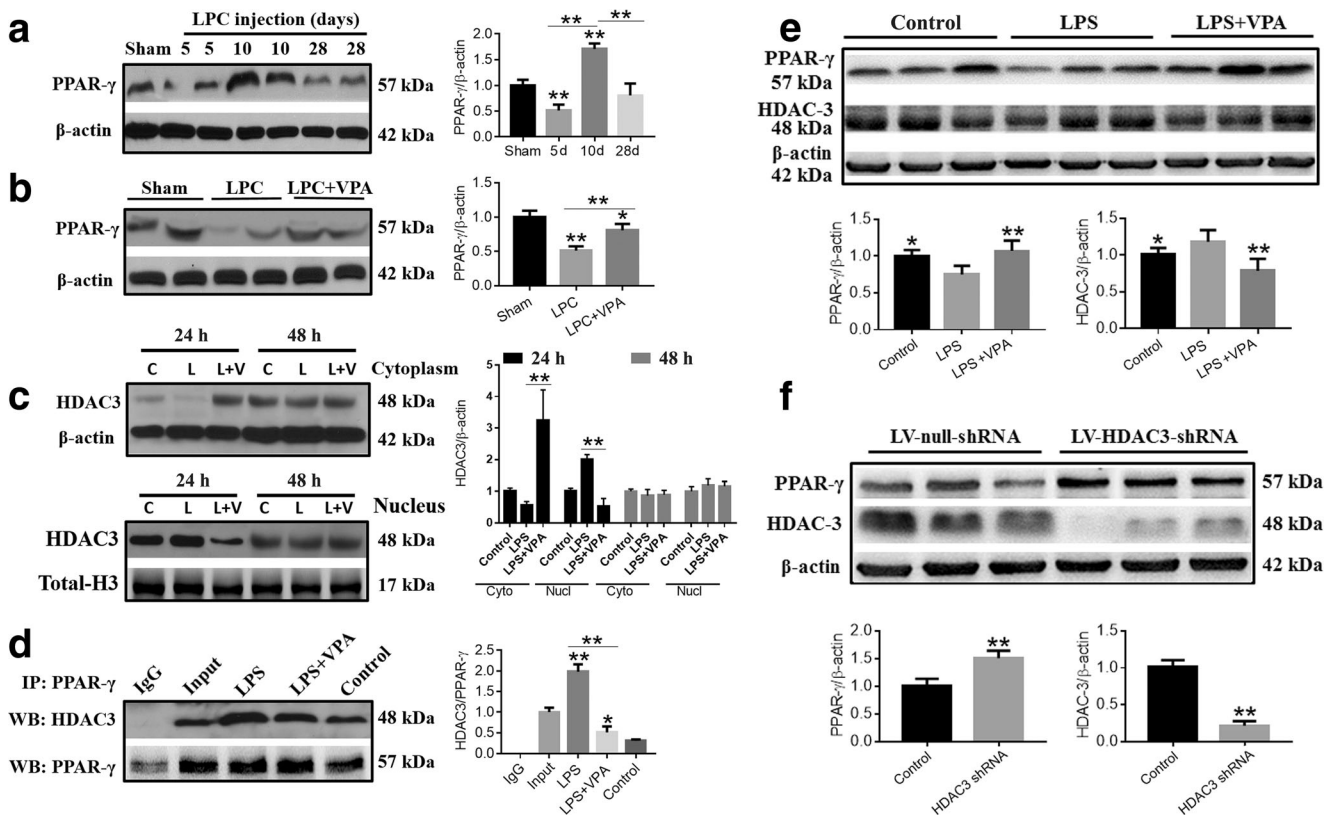 a
LPC injection (days)
Sham 5 5 10 10 28 28
PPAR-γ 57 kDa
β-actin 42 kDa
** **
** **
PPAR-γ/β-actin
2.0
1.5
1.0
0.5
0.0
Sham 5d 10d 28d
b
Sham LPC LPC+VPA
PPAR-γ 57 kDa
β-actin 42 kDa
**
** *
PPAR-γ/β-actin
1.5
1.0
0.5
0.0
Sham LPC LPC+VPA
c
24 h 48 h
C L L+V C L L+V Cytoplasm
HDAC3 48 kDa
β-actin 42 kDa
24 h 48 h
C L L+V C L L+V Nucleus
HDAC3 48 kDa
Total-H3 17 kDa
24 h 48 h
**
**
HDAC3/β-actin
5
4
3
2
1
0
Control LPS LPS+VPA Control LPS LPS+VPA Control LPS LPS+VPA Control LPS LPS+VPA
Cyto Nucl Cyto Nucl
d
IP: PPAR-γ IgG Input LPS LPS+VPA Control
WB: HDAC3 48 kDa
WB: PPAR-γ 57 kDa
**
** *
HDAC3/PPAR-γ
2.5
2.0
1.5
1.0
0.5
0.0
IgG Input LPS LPS+VPA Control
e
Control LPS LPS+VPA
PPAR-γ
57 kDa
HDAC-3
48 kDa
β-actin
42 kDa
* **
PPAR-γ/β-actin
1.5
1.0
0.5
0.0
Control LPS LPS+VPA
* **
HDAC-3/β-actin
1.5
1.0
0.5
0.0
Control LPS LPS+VPA
f
LV-null-shRNA LV-HDAC3-shRNA
PPAR-γ 57 kDa
HDAC-3 48 kDa
β-actin 42 kDa
**
PPAR-γ/β-actin
2.0
1.5
1.0
0.5
0.0
Control HDAC3 shRNA
**
HDAC-3/β-actin
1.5
1.0
0.5
0.0
Control HDAC3 shRNA